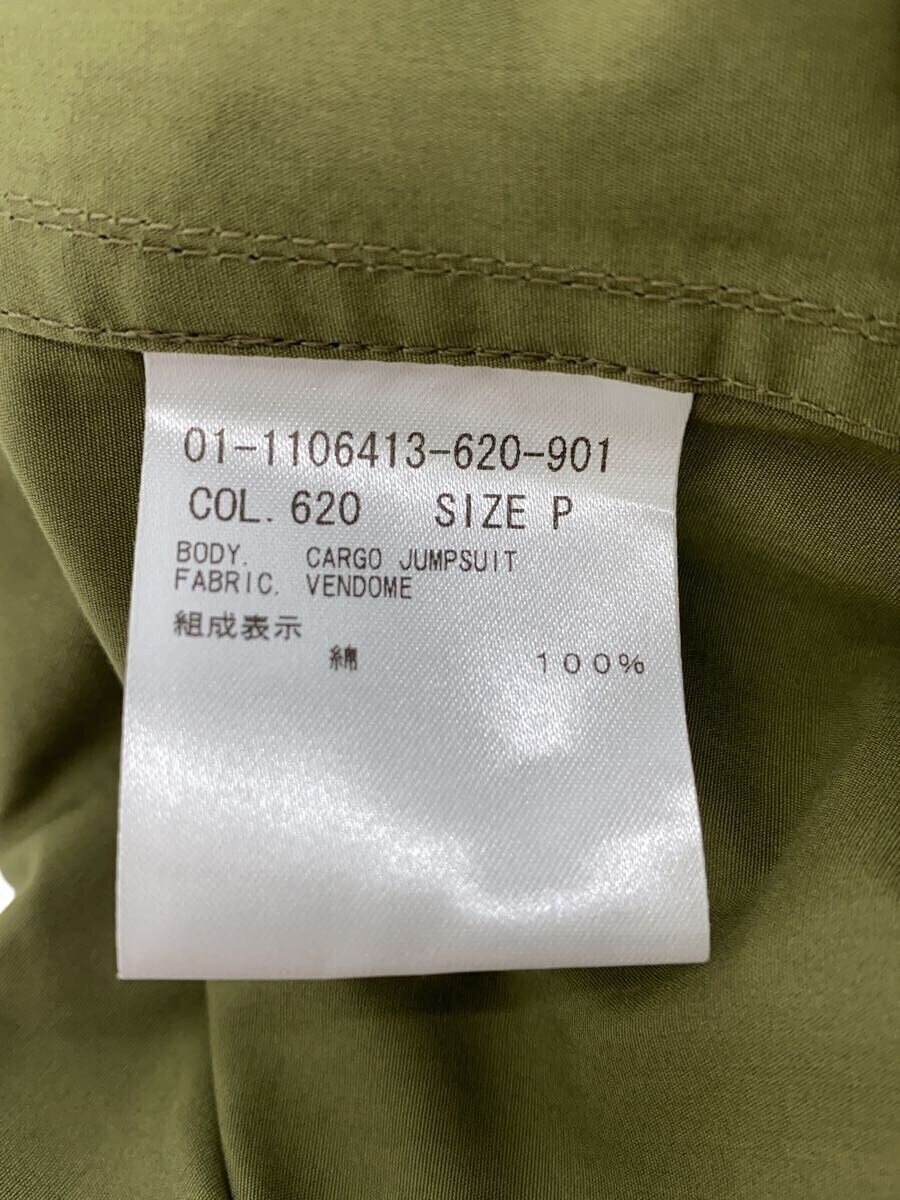 01-1106413-620-901
COL. 620 SIZE P
BODY. CARGO JUMPSUIT
FABRIC. VENDOME
組成表示
綿 100%